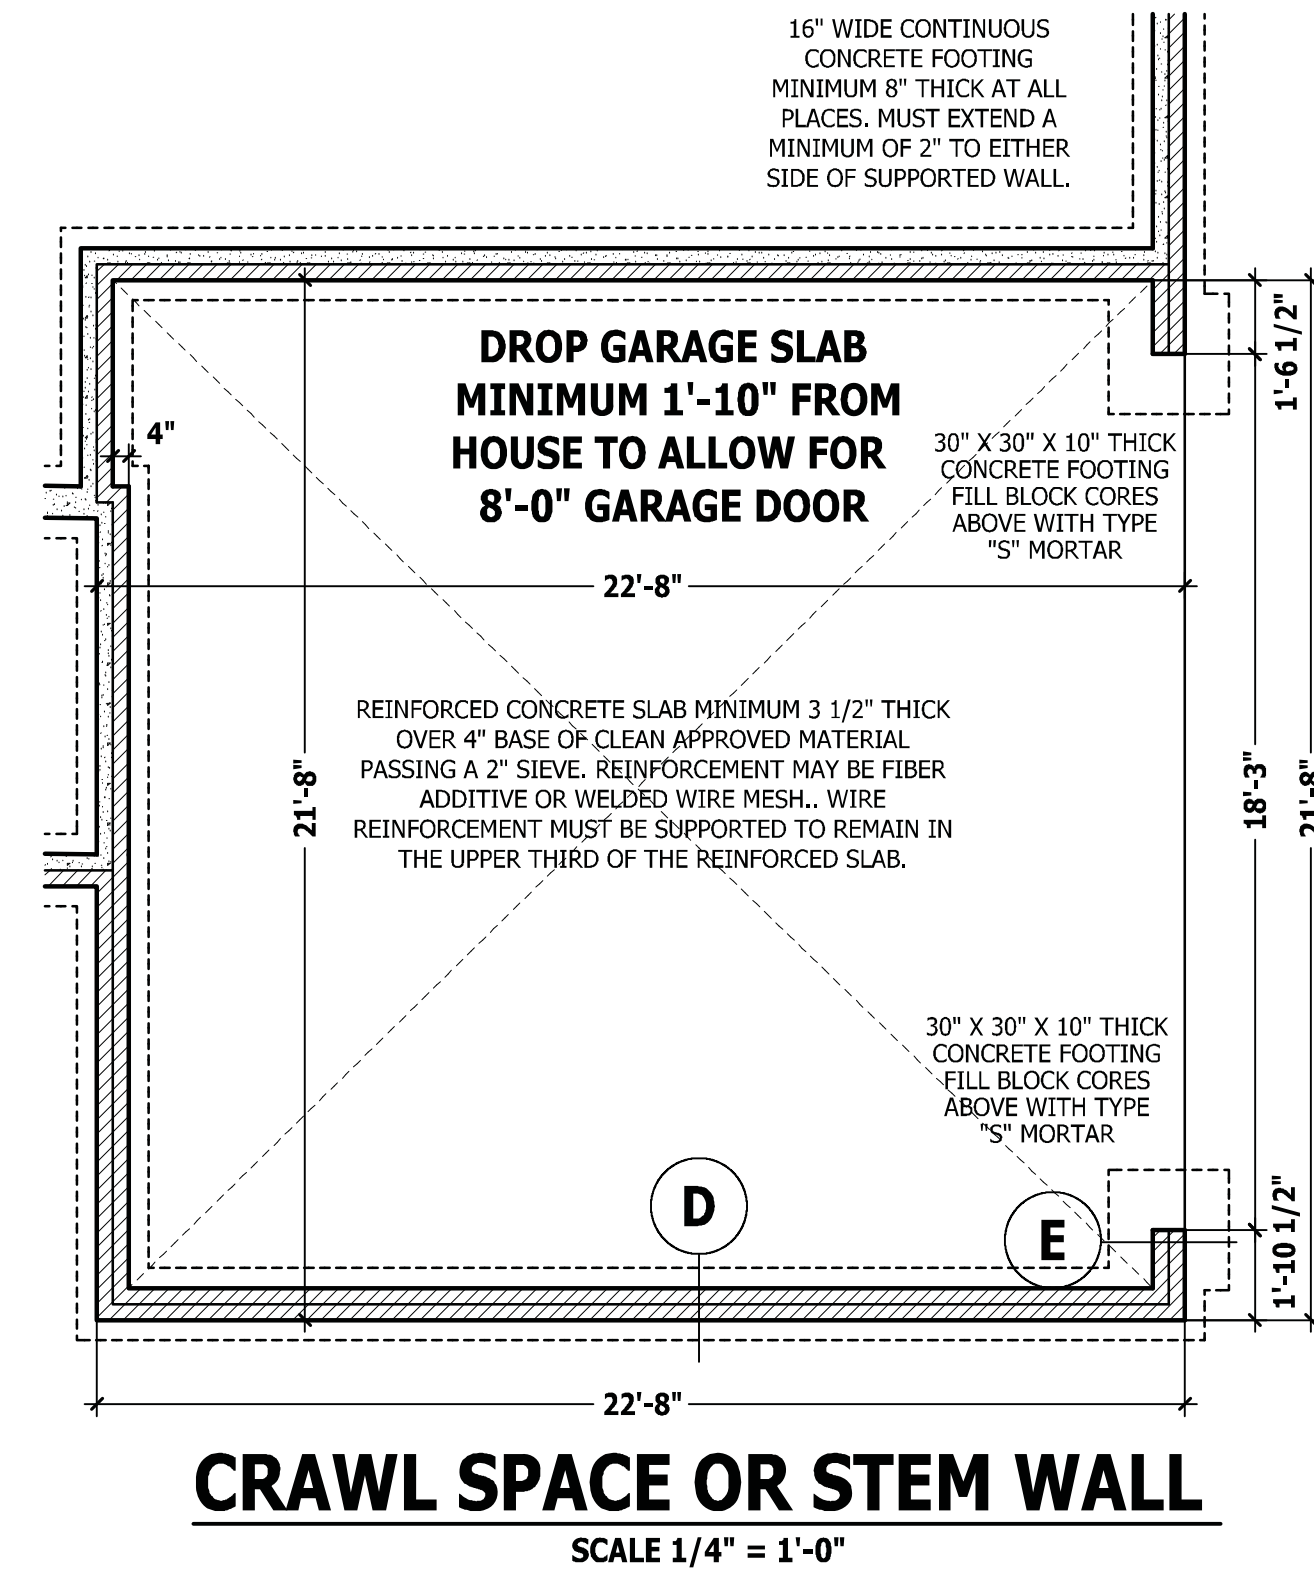 16" WIDE CONTINUOUS
CONCRETE FOOTING
MINIMUM 8" THICK AT ALL
PLACES. MUST EXTEND A
MINIMUM OF 2" TO EITHER
SIDE OF SUPPORTED WALL.
DROP GARAGE SLAB
MINIMUM 1'-10" FROM
HOUSE TO ALLOW FOR
8'-0" GARAGE DOOR
1'-6 1/2"
4"
30" X 30" X 10" THICK
CONCRETE FOOTING
FILL BLOCK CORES
ABOVE WITH TYPE
"S" MORTAR
22'-8"
REINFORCED CONCRETE SLAB MINIMUM 3 1/2" THICK
OVER 4" BASE OF CLEAN APPROVED MATERIAL
PASSING A 2" SIEVE. REINFORCEMENT MAY BE FIBER
ADDITIVE OR WELDED WIRE MESH.. WIRE
REINFORCEMENT MUST BE SUPPORTED TO REMAIN IN
THE UPPER THIRD OF THE REINFORCED SLAB.
21'-8"
18'-3"
21'-8"
30" X 30" X 10" THICK
CONCRETE FOOTING
FILL BLOCK CORES
ABOVE WITH TYPE
"S" MORTAR
D
E
1'-10 1/2"
22'-8"
CRAWL SPACE OR STEM WALL
SCALE 1/4" = 1'-0"